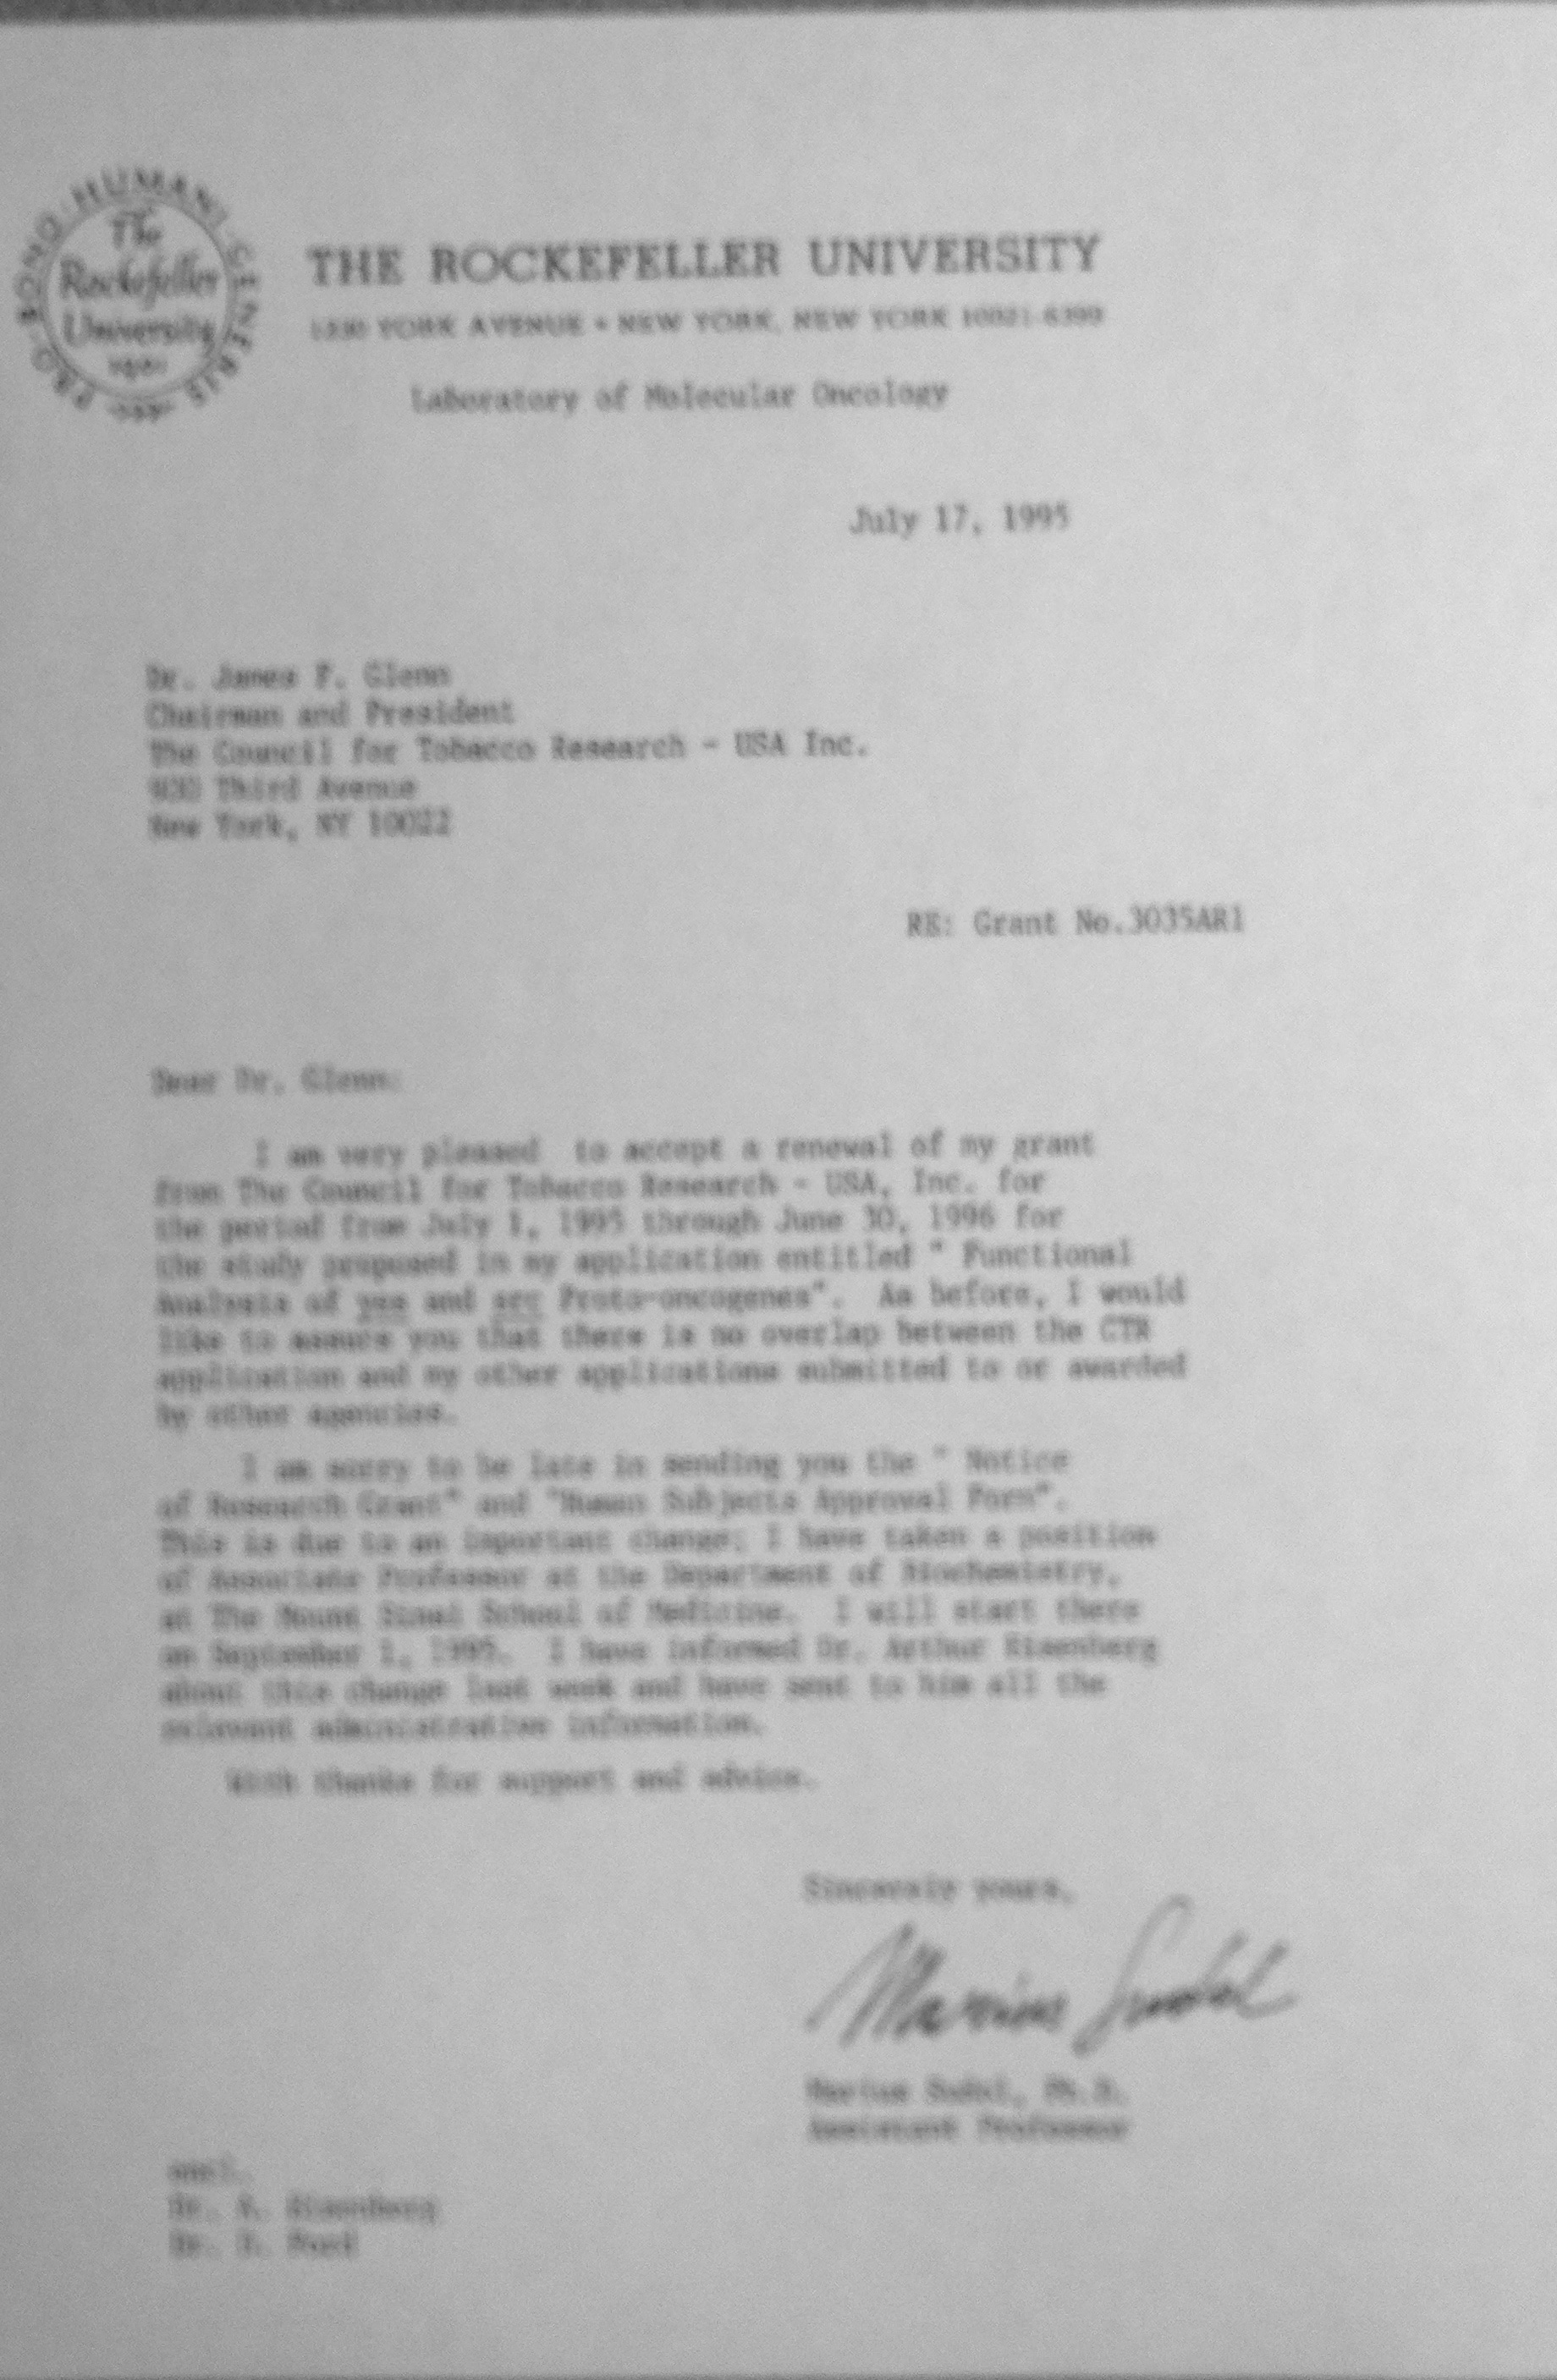 PRO · BONO · HUMANI · GENERIS
The
Rockefeller
University
1901
THE ROCKEFELLER UNIVERSITY
1230 YORK AVENUE • NEW YORK, NEW YORK 10021-6399
Laboratory of Molecular Oncology
July 17, 1995
Dr. James F. Glenn
Chairman and President
The Council for Tobacco Research - USA Inc.
900 Third Avenue
New York, NY 10022
RE: Grant No.3035AR1
Dear Dr. Glenn:
I am very pleased to accept a renewal of my grant
from The Council for Tobacco Research - USA, Inc. for
the period from July 1, 1995 through June 30, 1996 for
the study proposed in my application entitled " Functional
Analysis of yes and src Proto-oncogenes". As before, I would
like to assure you that there is no overlap between the CTR
application and my other applications submitted to or awarded
by other agencies.
I am sorry to be late in sending you the " Notice
of Research Grant" and "Human Subjects Approval Form".
This is due to an important change; I have taken a position
of Associate Professor at the Department of Biochemistry,
at The Mount Sinai School of Medicine. I will start there
on September 1, 1995. I have informed Dr. Arthur Eisenberg
about this change last week and have sent to him all the
relevant administrative information.
With thanks for support and advice.
Sincerely yours,
Marius Sudol
Marius Sudol, Ph.D.
Assistant Professor
encl.
Dr. A. Eisenberg
Dr. D. Ford